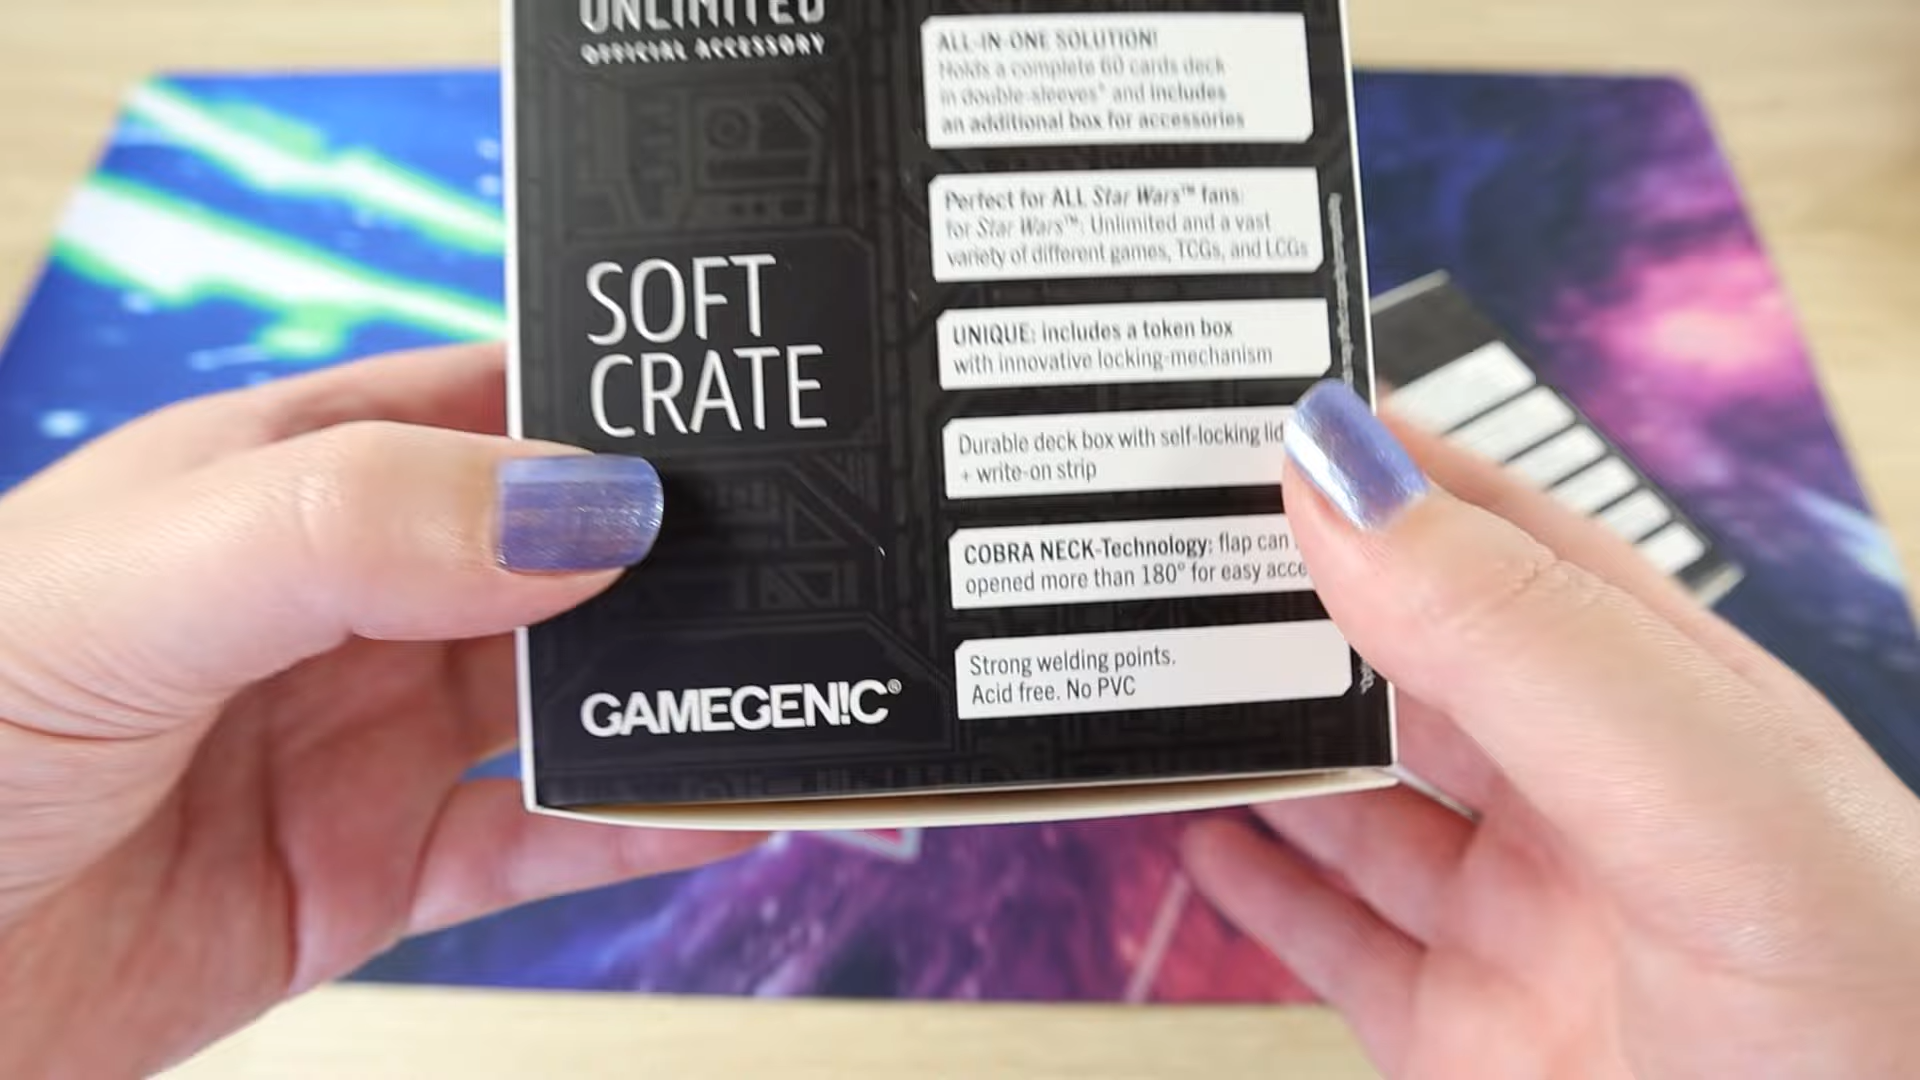 UNLIMITED
OFFICIAL ACCESSORY
SOFT
CRATE
GAMEGEN!C®
ALL-IN-ONE SOLUTION!
Holds a complete 60 cards deck
in double-sleeves* and includes
an additional box for accessories
Perfect for ALL Star Wars™ fans:
for Star Wars™: Unlimited and a vast
variety of different games, TCGs, and LCGs
UNIQUE: includes a token box
with innovative locking-mechanism
Durable deck box with self-locking lid
+ write-on strip
COBRA NECK-Technology: flap can
opened more than 180° for easy acce
Strong welding points.
Acid free. No PVC